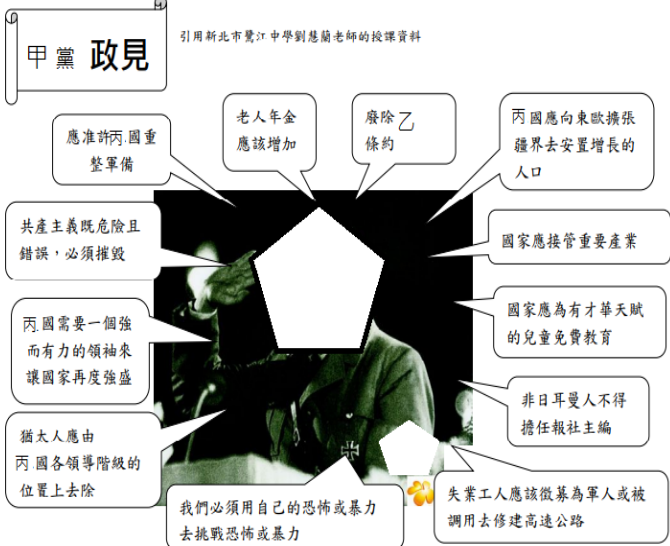 甲黨 政見
引用新北市鷺江中學劉慧蘭老師的授課資料
應准許丙.國重
整軍備
老人年金
應該增加
廢除乙
條約
丙國應向東歐擴張
疆界去安置增長的
人口
共產主義既危險且
錯誤，必須摧毀
國家應接管重要產業
丙.國需要一個強
而有力的領袖來
讓國家再度強盛
國家應為有才華天賦
的兒童免費教育
猶太人應由
丙.國各領導階級的
位置上去除
非日耳曼人不得
擔任報社主編
我們必須用自己的恐怖或暴力
去挑戰恐怖或暴力
失業工人應該徵募為軍人或被
調用去修建高速公路